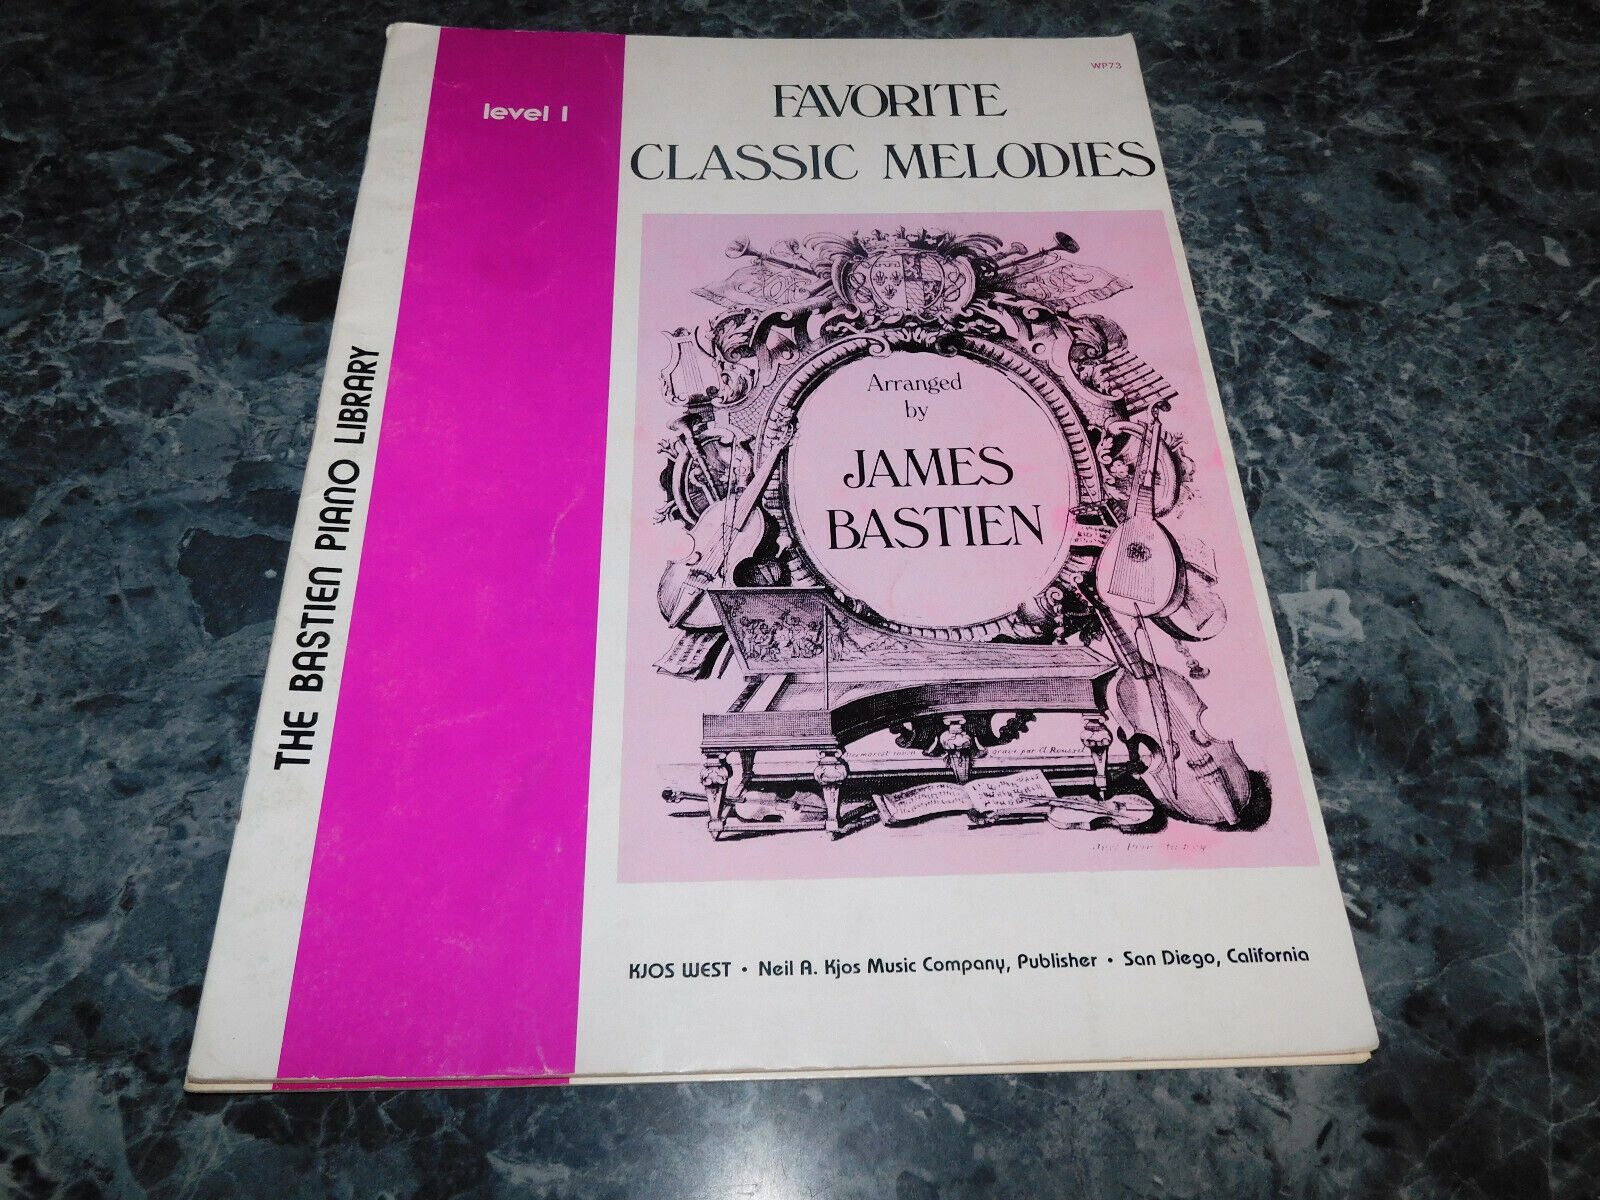 WP73
level 1
FAVORITE
CLASSIC MELODIES
THE BASTIEN PIANO LIBRARY
Arranged
by
JAMES
BASTIEN
KJOS WEST • Neil A. Kjos Music Company, Publisher • San Diego, California